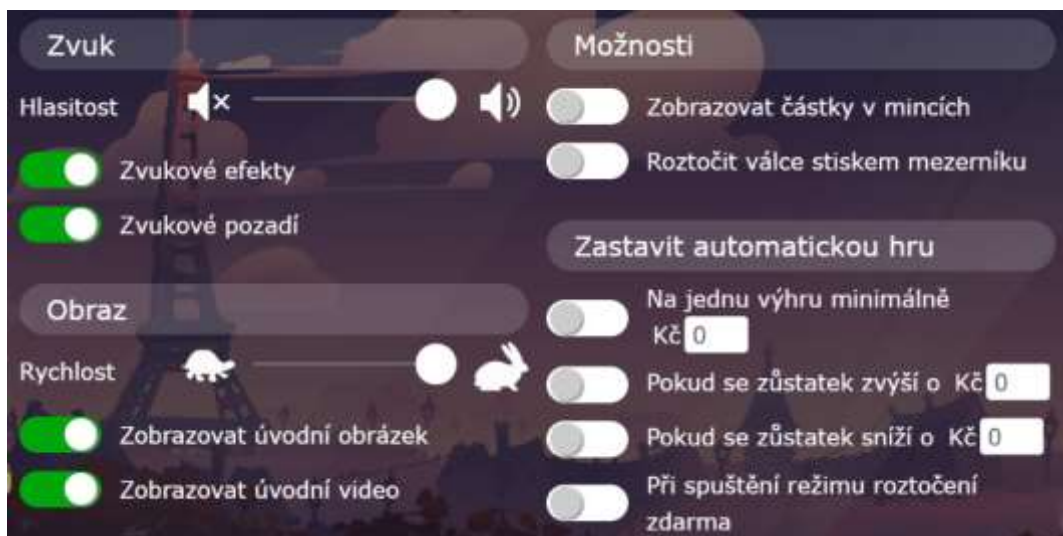 Zvuk
Hlasitost
Zvukové efekty
Zvukové pozadí
Obraz
Rychlost
Zobrazovat úvodní obrázek
Zobrazovat úvodní video
Možnosti
Zobrazovat částky v mincích
Roztočit válce stiskem mezerníku
Zastavit automatickou hru
Na jednu výhru minimálně
Kč 0
Pokud se zůstatek zvýší o Kč 0
Pokud se zůstatek sníží o Kč 0
Při spuštění režimu roztočení
zdarma